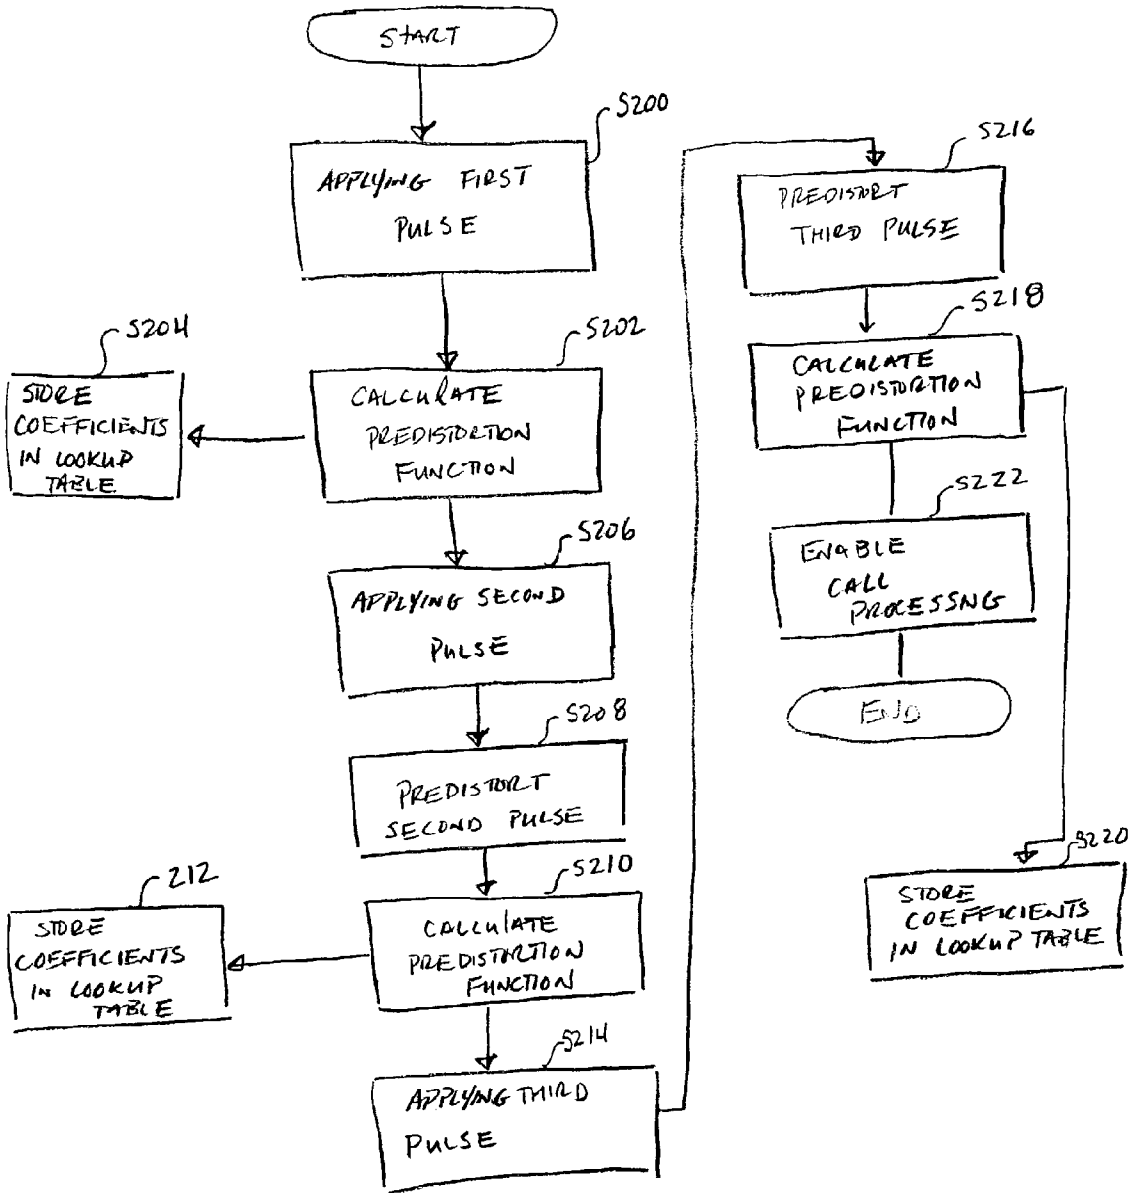 START
S200
APPLYING FIRST
PULSE
S204
S202
STORE
COEFFICIENTS
IN LOOKUP
TABLE
CALCULATE
PREDISTORTION
FUNCTION
S206
APPLYING SECOND
PULSE
S208
PREDISTORT
SECOND PULSE
212
S210
STORE
COEFFICIENTS
IN LOOKUP
TABLE
CALCULATE
PREDISTORTION
FUNCTION
S214
APPLYING THIRD
PULSE
S216
PREDISTORT
THIRD PULSE
S218
CALCULATE
PREDISTORTION
FUNCTION
S222
ENABLE
CALL
PROCESSNG
END
S220
STORE
COEFFICIENTS
IN LOOKUP TABLE